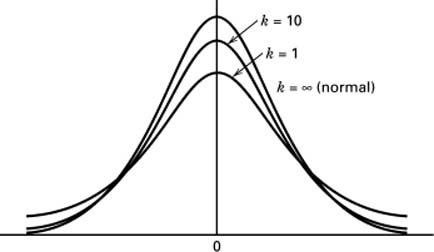 k = 10
k = 1
k = ∞ (normal)
0